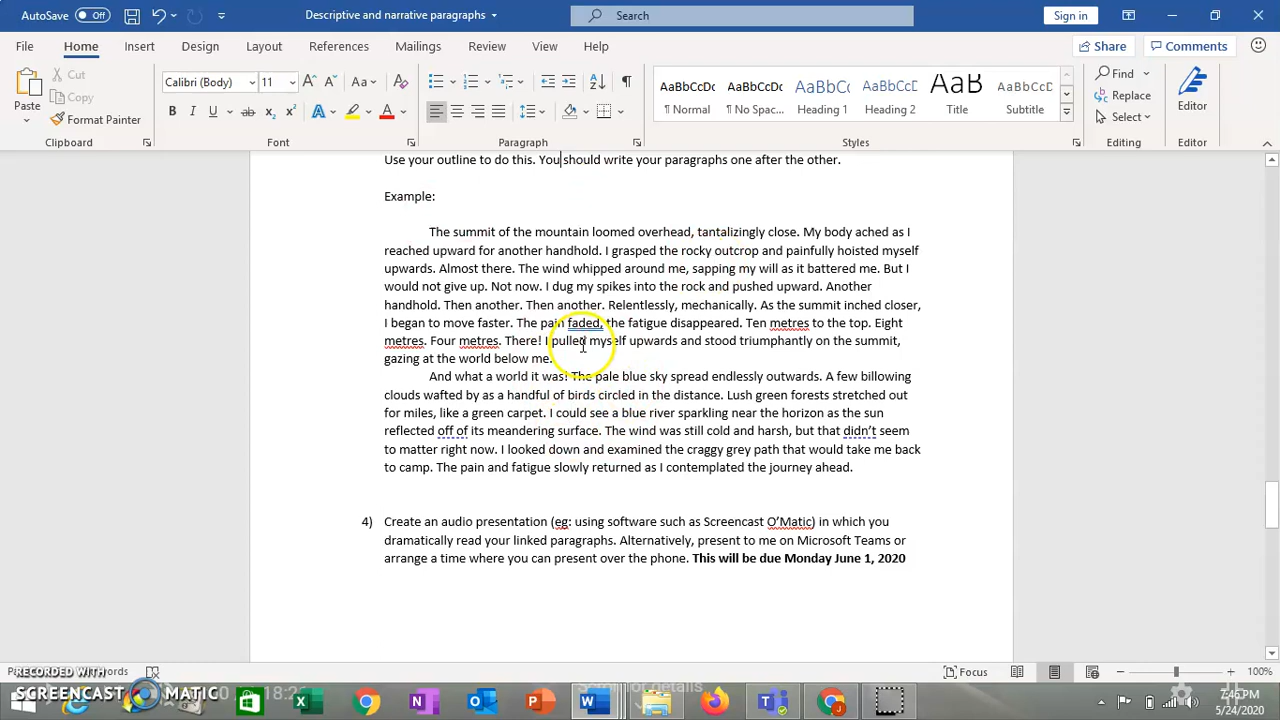 AutoSave Off Descriptive and narrative paragraphs Search Sign in
File Home Insert Design Layout References Mailings Review View Help Share Comments
Paste Cut Copy Format Painter Clipboard
Calibri (Body) 11 Font
Paragraph
AaBbCcDc AaBbCcDc AaBbCc AaBbCcD AaB AaBbCcDc
¶ Normal ¶ No Spac... Heading 1 Heading 2 Title Subtitle
Styles
Find Replace Select Editing
Editor Editor
Use your outline to do this. You should write your paragraphs one after the other.
Example:
The summit of the mountain loomed overhead, tantalizingly close. My body ached as I
reached upward for another handhold. I grasped the rocky outcrop and painfully hoisted myself
upwards. Almost there. The wind whipped around me, sapping my will as it battered me. But I
would not give up. Not now. I dug my spikes into the rock and pushed upward. Another
handhold. Then another. Then another. Relentlessly, mechanically. As the summit inched closer,
I began to move faster. The pain faded, the fatigue disappeared. Ten metres to the top. Eight
metres. Four metres. There! I pulled myself upwards and stood triumphantly on the summit,
gazing at the world below me.
And what a world it was! The pale blue sky spread endlessly outwards. A few billowing
clouds wafted by as a handful of birds circled in the distance. Lush green forests stretched out
for miles, like a green carpet. I could see a blue river sparkling near the horizon as the sun
reflected off of its meandering surface. The wind was still cold and harsh, but that didn't seem
to matter right now. I looked down and examined the craggy grey path that would take me back
to camp. The pain and fatigue slowly returned as I contemplated the journey ahead.
4) Create an audio presentation (eg: using software such as Screencast O'Matic) in which you
dramatically read your linked paragraphs. Alternatively, present to me on Microsoft Teams or
arrange a time where you can present over the phone. This will be due Monday June 1, 2020
Focus 100%
RECORDED WITH
SCREENCAST MATIC
Scroll for details
7:45 PM
5/24/2020